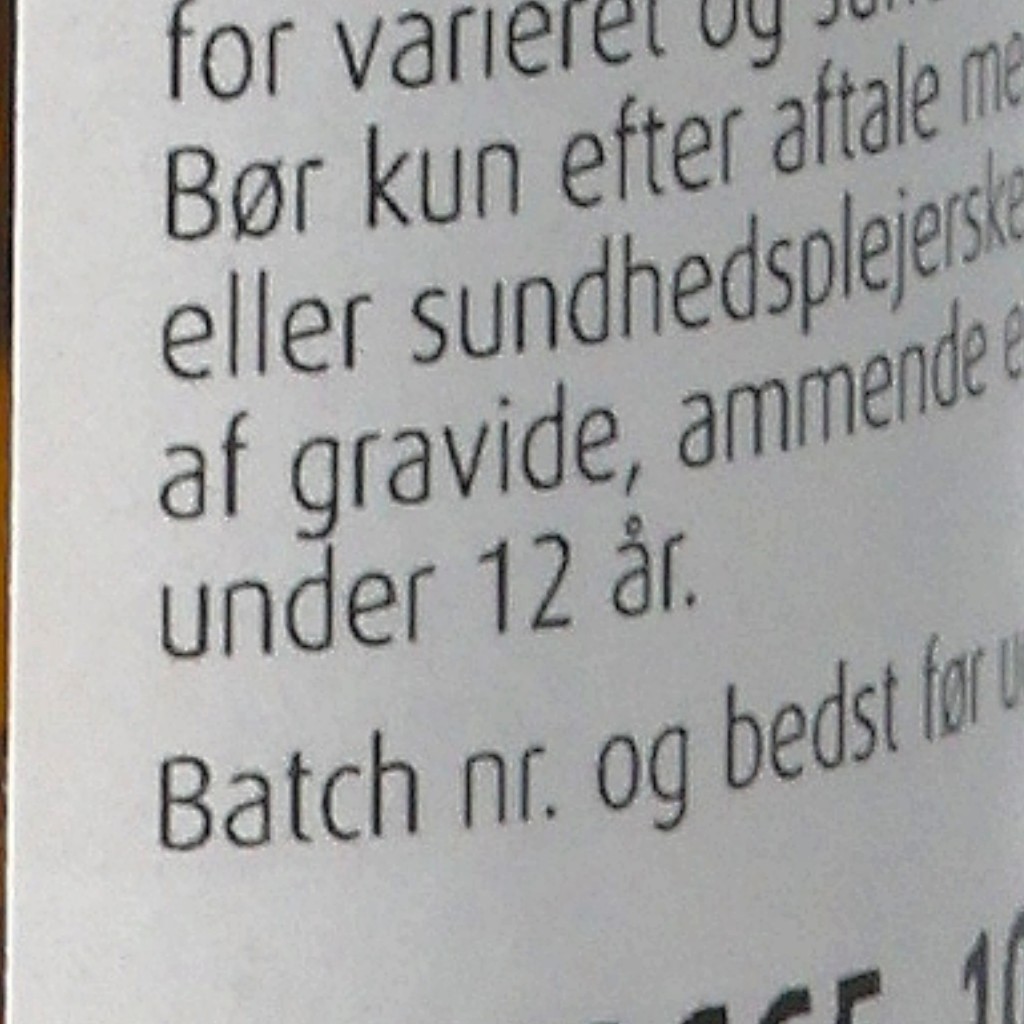 for varieret og
Bør kun efter aftale
eller sundhedsplejerske
af gravide, ammende
under 12 år.
Batch nr. og bedst før